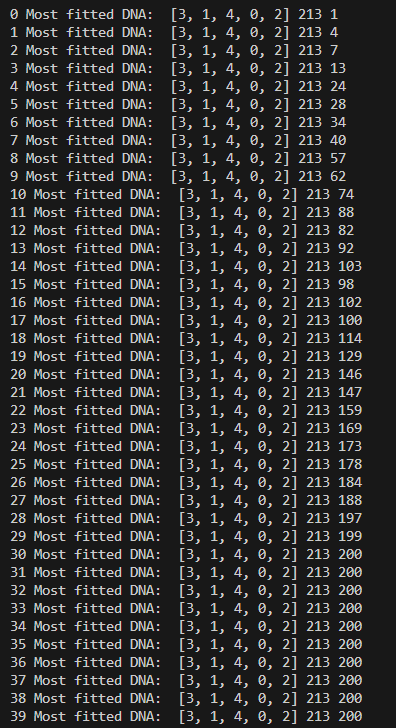 0 Most fitted DNA:  [3, 1, 4, 0, 2] 213 1
1 Most fitted DNA:  [3, 1, 4, 0, 2] 213 4
2 Most fitted DNA:  [3, 1, 4, 0, 2] 213 7
3 Most fitted DNA:  [3, 1, 4, 0, 2] 213 13
4 Most fitted DNA:  [3, 1, 4, 0, 2] 213 24
5 Most fitted DNA:  [3, 1, 4, 0, 2] 213 28
6 Most fitted DNA:  [3, 1, 4, 0, 2] 213 34
7 Most fitted DNA:  [3, 1, 4, 0, 2] 213 40
8 Most fitted DNA:  [3, 1, 4, 0, 2] 213 57
9 Most fitted DNA:  [3, 1, 4, 0, 2] 213 62
10 Most fitted DNA:  [3, 1, 4, 0, 2] 213 74
11 Most fitted DNA:  [3, 1, 4, 0, 2] 213 88
12 Most fitted DNA:  [3, 1, 4, 0, 2] 213 82
13 Most fitted DNA:  [3, 1, 4, 0, 2] 213 92
14 Most fitted DNA:  [3, 1, 4, 0, 2] 213 103
15 Most fitted DNA:  [3, 1, 4, 0, 2] 213 98
16 Most fitted DNA:  [3, 1, 4, 0, 2] 213 102
17 Most fitted DNA:  [3, 1, 4, 0, 2] 213 100
18 Most fitted DNA:  [3, 1, 4, 0, 2] 213 114
19 Most fitted DNA:  [3, 1, 4, 0, 2] 213 129
20 Most fitted DNA:  [3, 1, 4, 0, 2] 213 146
21 Most fitted DNA:  [3, 1, 4, 0, 2] 213 147
22 Most fitted DNA:  [3, 1, 4, 0, 2] 213 159
23 Most fitted DNA:  [3, 1, 4, 0, 2] 213 169
24 Most fitted DNA:  [3, 1, 4, 0, 2] 213 173
25 Most fitted DNA:  [3, 1, 4, 0, 2] 213 178
26 Most fitted DNA:  [3, 1, 4, 0, 2] 213 184
27 Most fitted DNA:  [3, 1, 4, 0, 2] 213 188
28 Most fitted DNA:  [3, 1, 4, 0, 2] 213 197
29 Most fitted DNA:  [3, 1, 4, 0, 2] 213 199
30 Most fitted DNA:  [3, 1, 4, 0, 2] 213 200
31 Most fitted DNA:  [3, 1, 4, 0, 2] 213 200
32 Most fitted DNA:  [3, 1, 4, 0, 2] 213 200
33 Most fitted DNA:  [3, 1, 4, 0, 2] 213 200
34 Most fitted DNA:  [3, 1, 4, 0, 2] 213 200
35 Most fitted DNA:  [3, 1, 4, 0, 2] 213 200
36 Most fitted DNA:  [3, 1, 4, 0, 2] 213 200
37 Most fitted DNA:  [3, 1, 4, 0, 2] 213 200
38 Most fitted DNA:  [3, 1, 4, 0, 2] 213 200
39 Most fitted DNA:  [3, 1, 4, 0, 2] 213 200